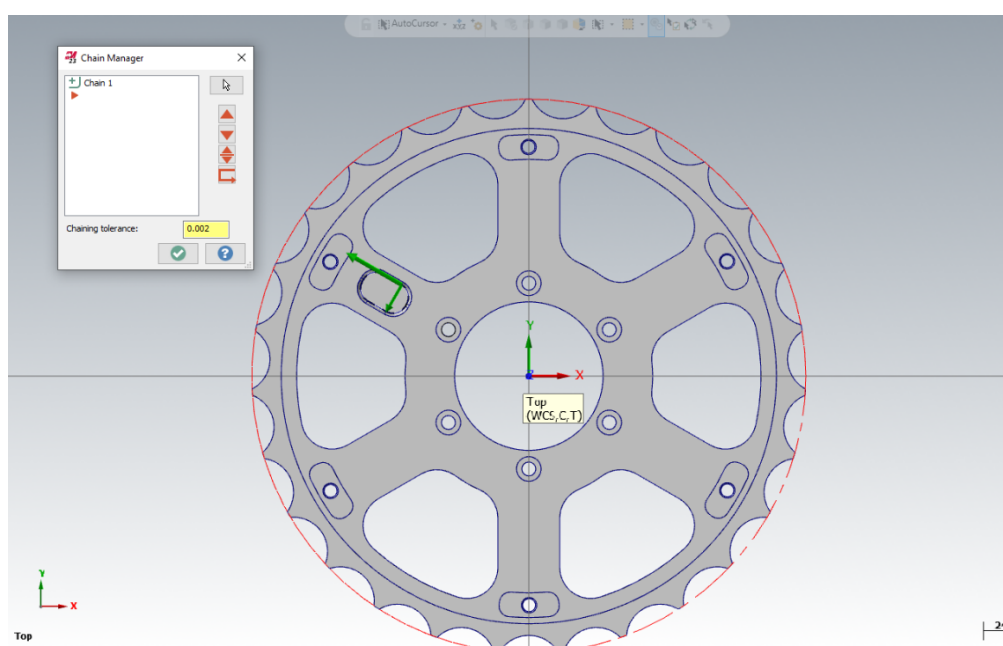 AutoCursor
Chain Manager
Chain 1
Chaining tolerance:
0.002
Y
X
Top
(WCS,C,T)
Y
X
Top